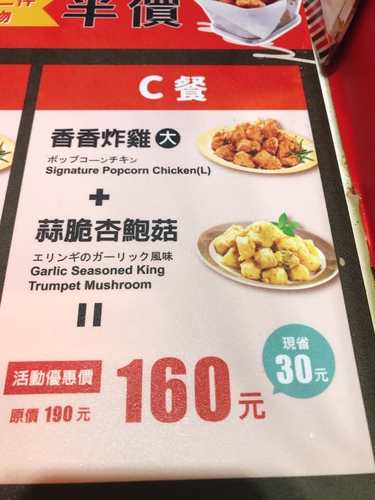 二件
物
半價
C 餐
香香炸雞 大
ポップコーンチキン
Signature Popcorn Chicken(L)
+
蒜脆杏鮑菇
エリンギのガーリック風味
Garlic Seasoned King
Trumpet Mushroom
=
活動優惠價
原價 190 元
160元
現省
30元